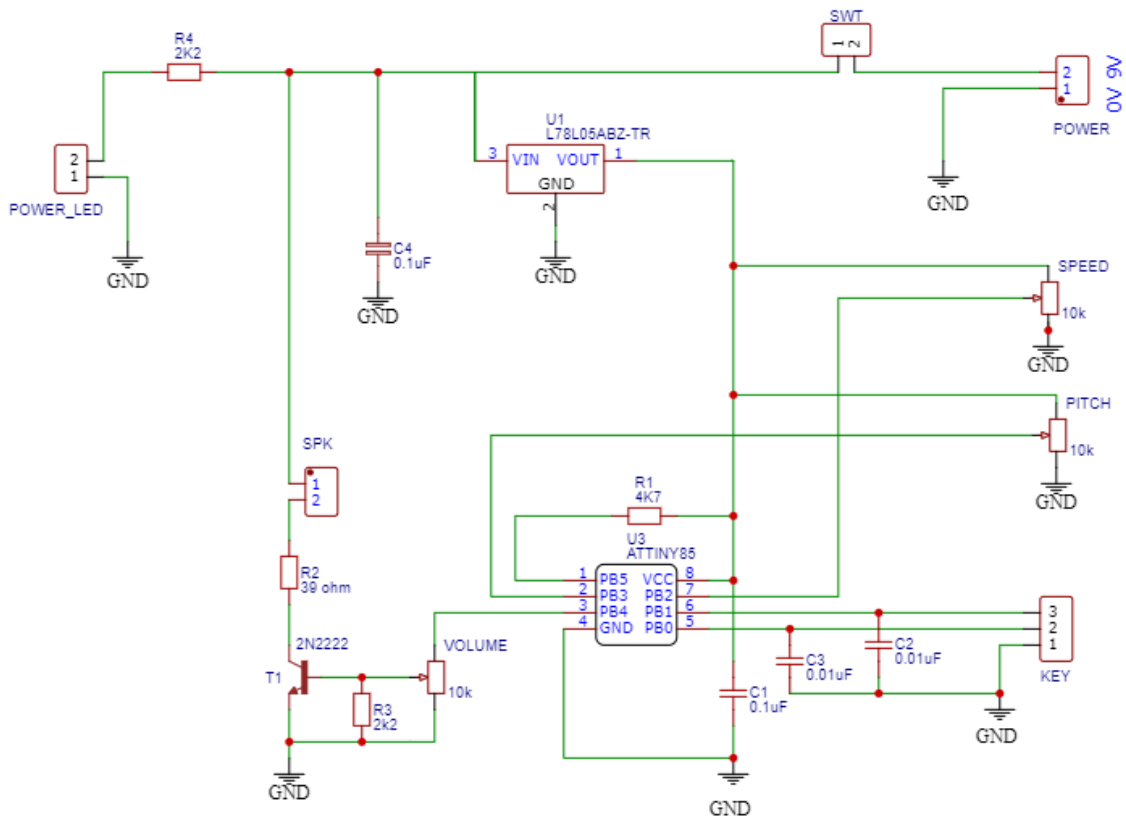 SWT
1 2
R4
2K2
2
1
0V 9V
POWER
U1
L78L05ABZ-TR
3 VIN VOUT 1
GND
2
2
1
POWER_LED
GND
GND
C4
0.1uF
GND
GND
SPEED
10k
GND
PITCH
10k
GND
SPK
1
2
R1
4K7
U3
ATTINY85
1 PB5 VCC 8
2 PB3 PB2 7
3 PB4 PB1 6
4 GND PB0 5
R2
39 ohm
2N2222
T1
VOLUME
10k
R3
2k2
C3
0.01uF
C2
0.01uF
3
2
1
KEY
C1
0.1uF
GND
GND
GND